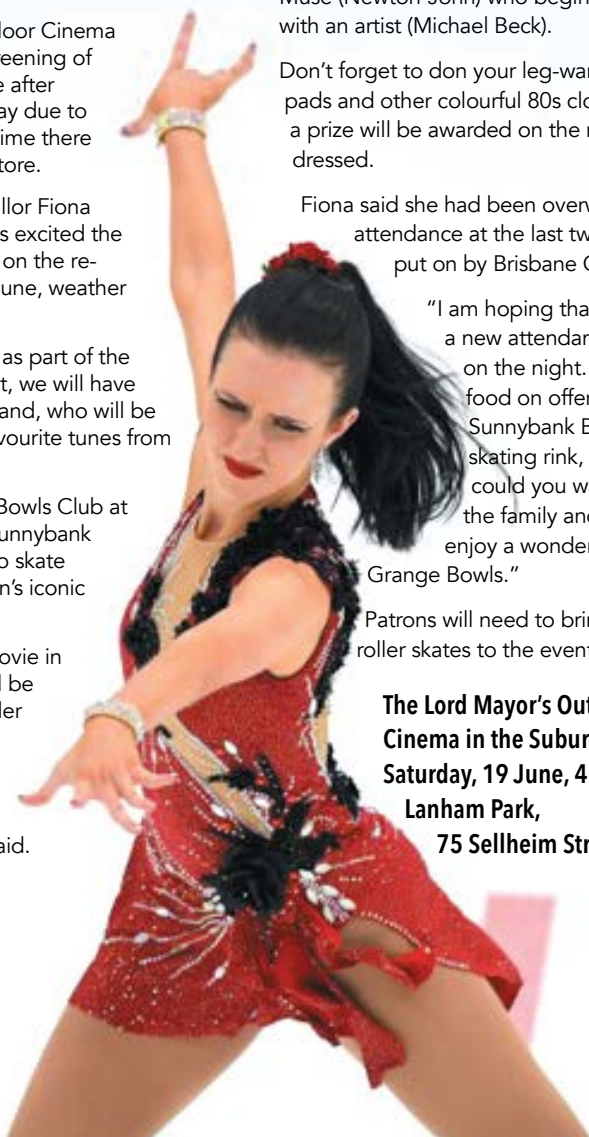 loor Cinema
reening of
e after
ay due to
ime there
tore.
llor Fiona
s excited the
on the re-
une, weather
as part of the
t, we will have
and, who will be
vourite tunes from
Bowls Club at
unnybank
o skate
n’s iconic
ovie in
l be
ler
aid.
Muse (Newton-John) who begin
with an artist (Michael Beck).
Don’t forget to don your leg-wa
pads and other colourful 80s clo
a prize will be awarded on the
dressed.
Fiona said she had been overw
attendance at the last tw
put on by Brisbane C
“I am hoping tha
a new attendan
on the night.
food on offer
Sunnybank
skating rink,
could you w
the family and
enjoy a wonder
Grange Bowls.”
Patrons will need to brin
roller skates to the event
The Lord Mayor’s Out
Cinema in the Subur
Saturday, 19 June, 4
Lanham Park,
75 Sellheim Str